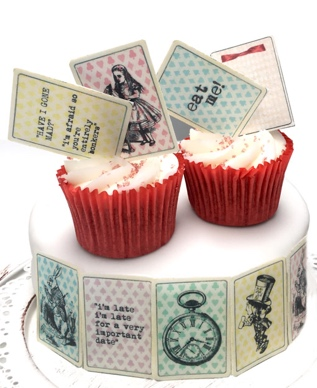 "HAVE I GONE
MAD?"
"i'm afraid so
you're
entirely
bonkers"
eat
me!
"i'm late
i'm late
for a very
important
date"